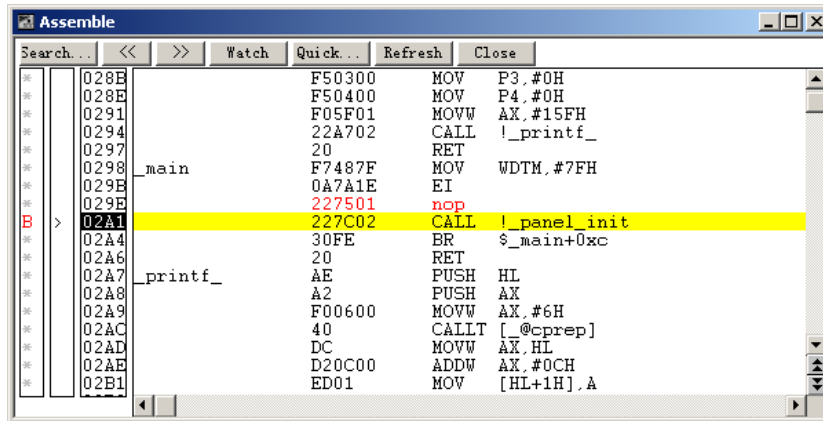 Assemble
Search... << >> Watch Quick... Refresh Close
* 028B F50300 MOV P3,#0H
* 028E F50400 MOV P4,#0H
* 0291 F05F01 MOVW AX,#15FH
* 0294 22A702 CALL !_printf_
* 0297 20 RET
* 0298 _main F7487F MOV WDTM,#7FH
* 029B 0A7A1E EI
* 029E 227501 nop
B > 02A1 227C02 CALL !_panel_init
* 02A4 30FE BR $_main+0xc
* 02A6 20 RET
* 02A7 _printf_ AE PUSH HL
* 02A8 A2 PUSH AX
* 02A9 F00600 MOVW AX,#6H
* 02AC 40 CALLT [_@cprep]
* 02AD DC MOVW AX,HL
* 02AE D20C00 ADDW AX,#0CH
* 02B1 ED01 MOV [HL+1H],A